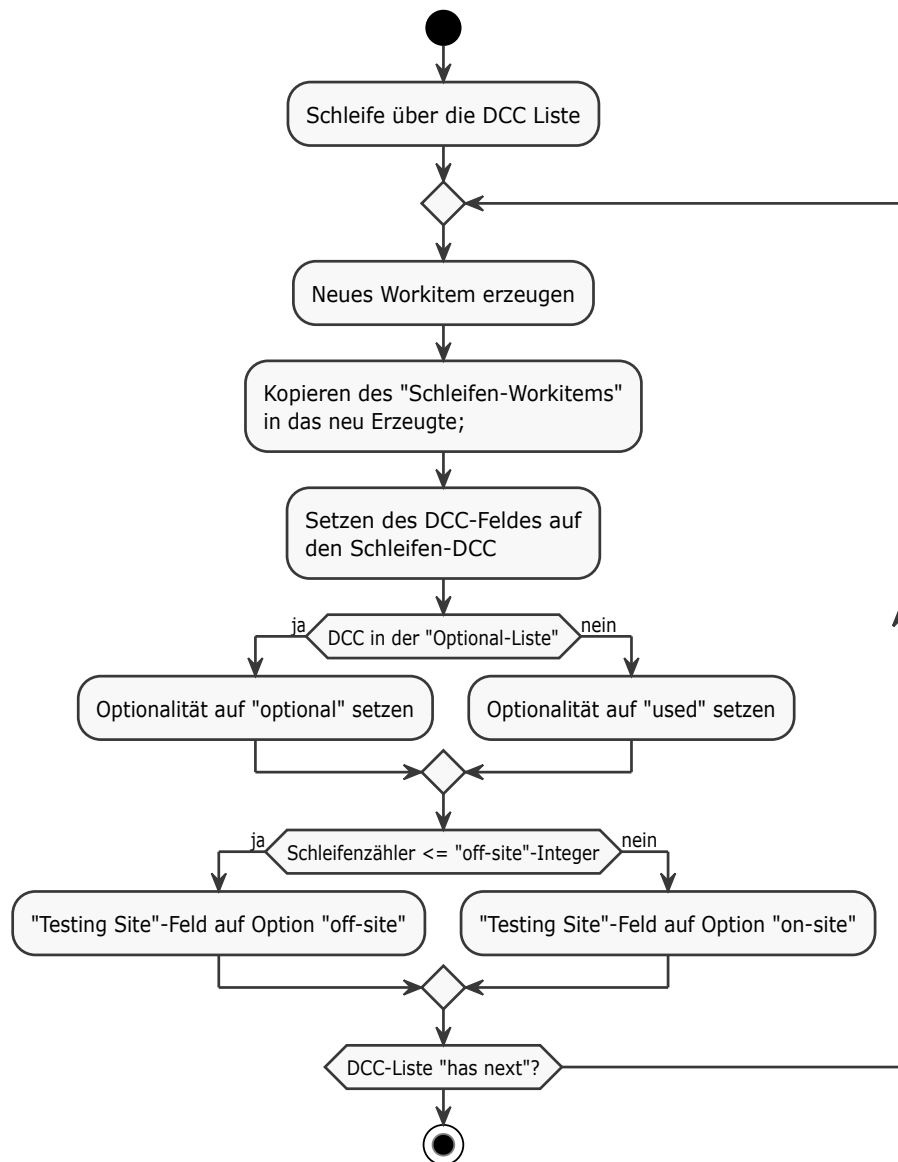 Schleife über die DCC Liste
Neues Workitem erzeugen
Kopieren des "Schleifen-Workitems"
in das neu Erzeugte;
Setzen des DCC-Feldes auf
den Schleifen-DCC
ja
DCC in der "Optional-Liste"
nein
Optionalität auf "optional" setzen
Optionalität auf "used" setzen
ja
Schleifenzähler <= "off-site"-Integer
nein
"Testing Site"-Feld auf Option "off-site"
"Testing Site"-Feld auf Option "on-site"
DCC-Liste "has next"?